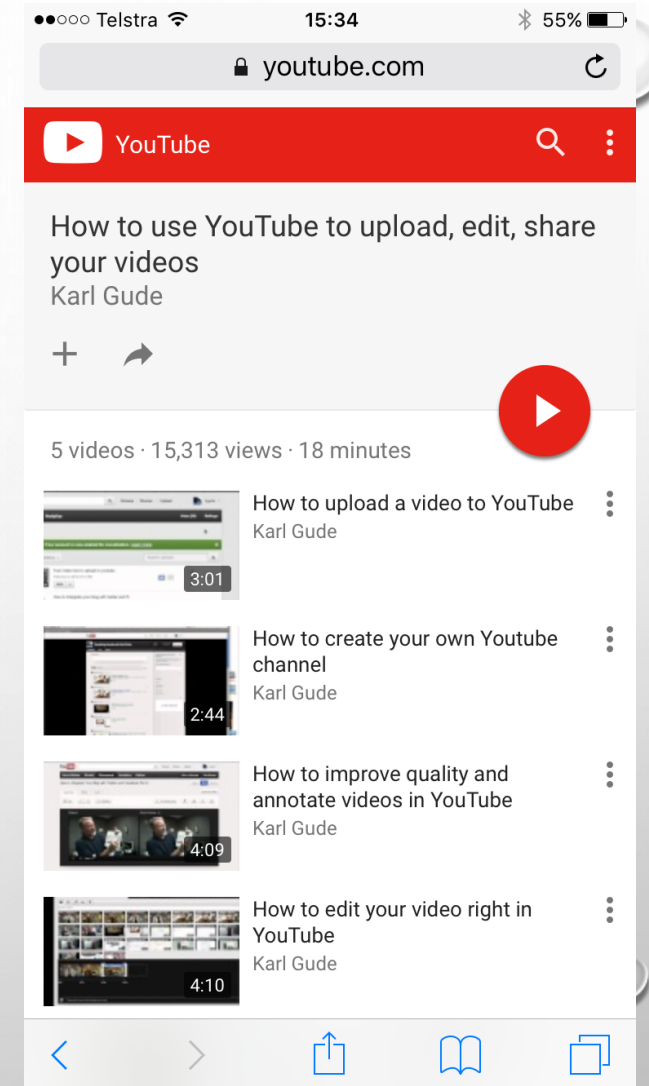 Telstra 15:34 55%
youtube.com
YouTube
How to use YouTube to upload, edit, share
your videos
Karl Gude
5 videos · 15,313 views · 18 minutes
How to upload a video to YouTube
Karl Gude
3:01
How to create your own Youtube
channel
Karl Gude
2:44
How to improve quality and
annotate videos in YouTube
Karl Gude
4:09
How to edit your video right in
YouTube
Karl Gude
4:10